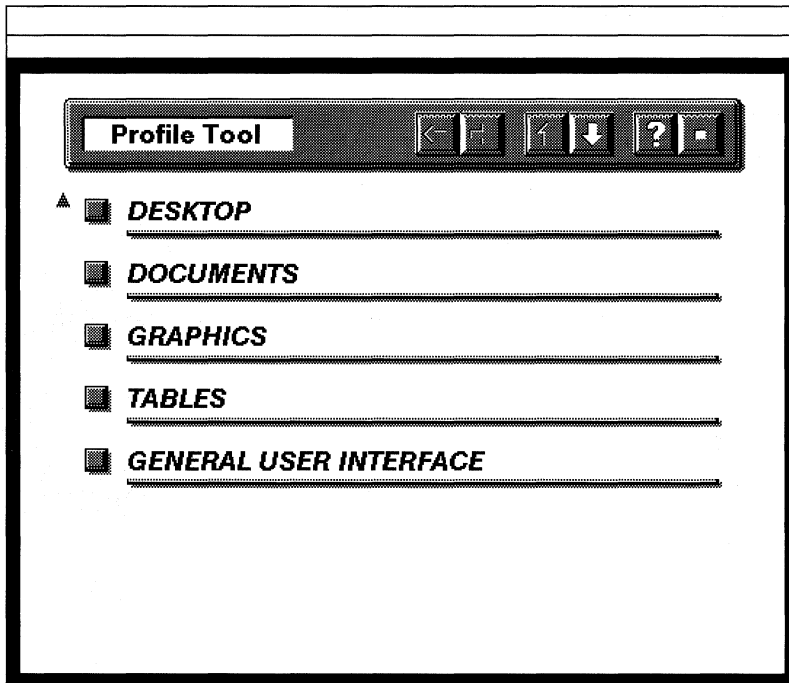 Profile Tool
?
DESKTOP
DOCUMENTS
GRAPHICS
TABLES
GENERAL USER INTERFACE